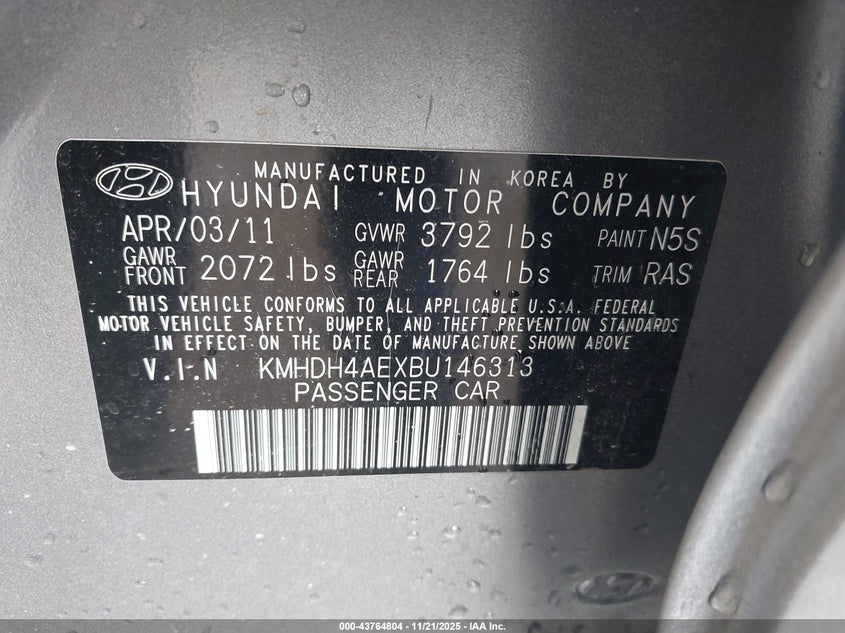 MANUFACTURED IN KOREA BY
HYUNDAI MOTOR COMPANY
APR/03/11 GVWR 3792 lbs PAINT N5S
GAWR FRONT 2072 lbs GAWR REAR 1764 lbs TRIM RAS
THIS VEHICLE CONFORMS TO ALL APPLICABLE U.S.A. FEDERAL
MOTOR VEHICLE SAFETY, BUMPER, AND THEFT PREVENTION STANDARDS
IN EFFECT ON THE DATE OF MANUFACTURE SHOWN ABOVE
V.I.N KMHDH4AEXBU146313
PASSENGER CAR
000-43764804 - 11/21/2025 - IAA Inc.